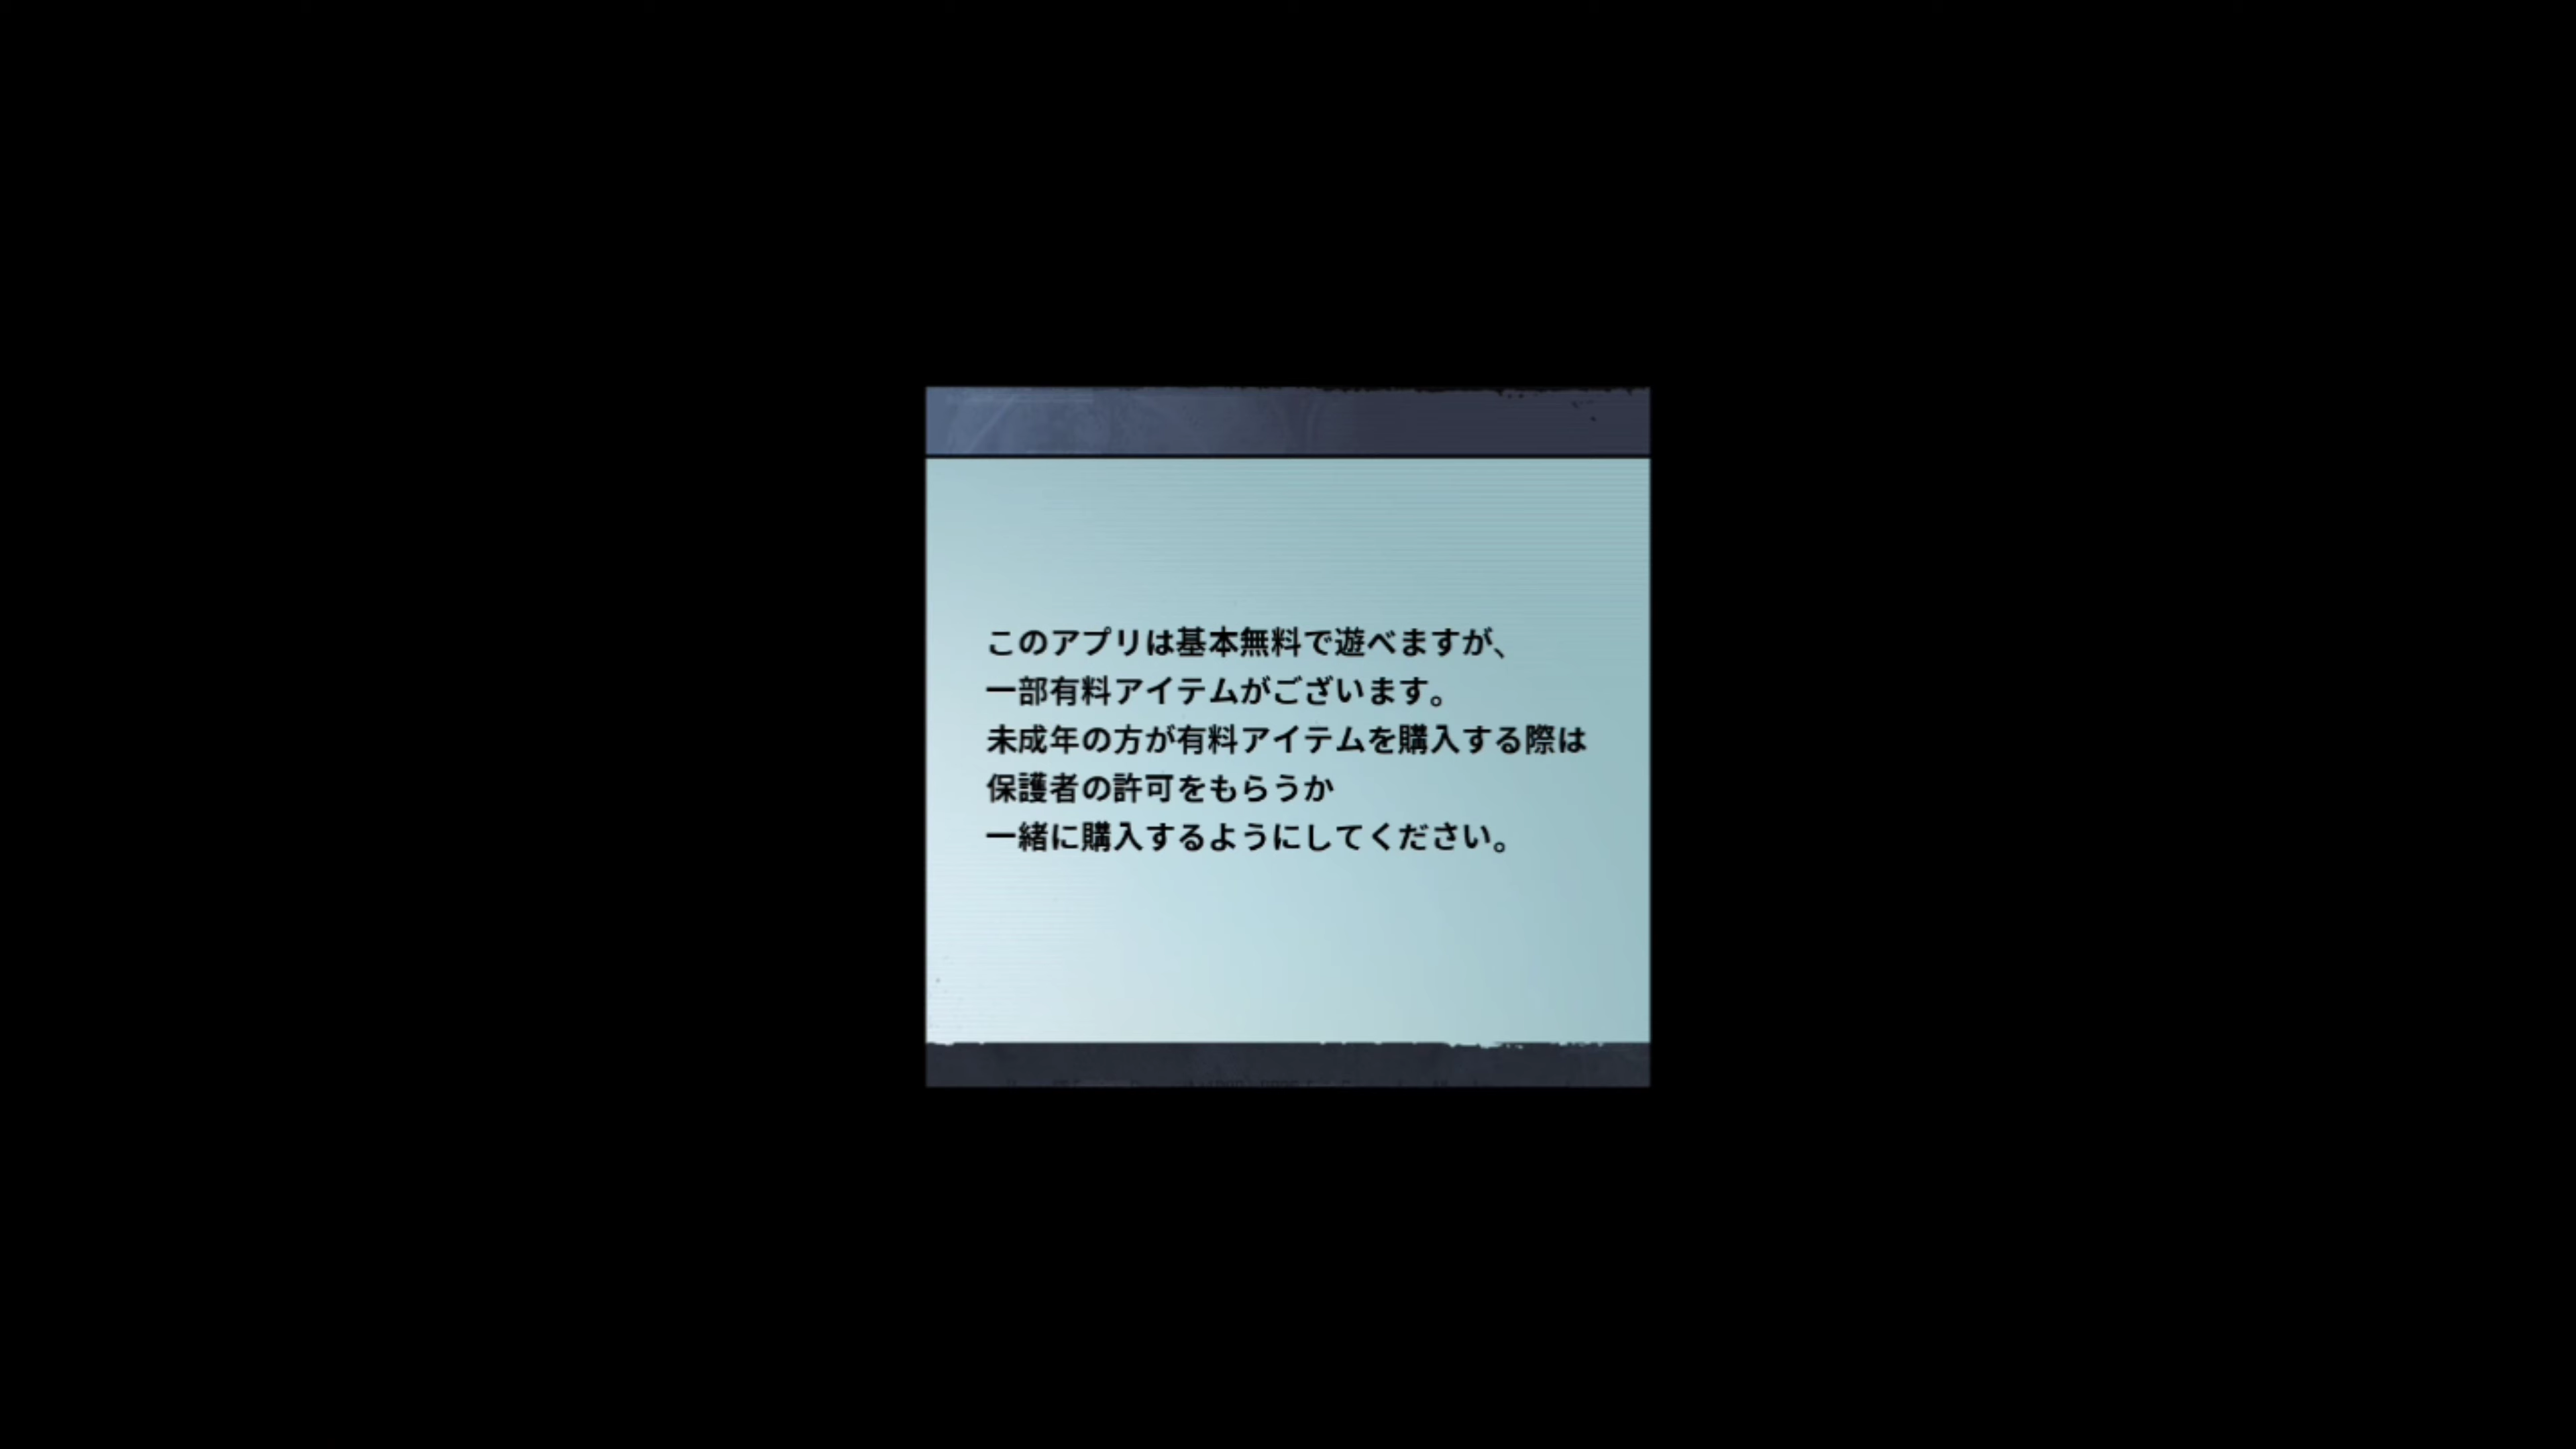 このアプリは基本無料で遊べますが、
一部有料アイテムがございます。
未成年の方が有料アイテムを購入する際は
保護者の許可をもらうか
一緒に購入するようにしてください。